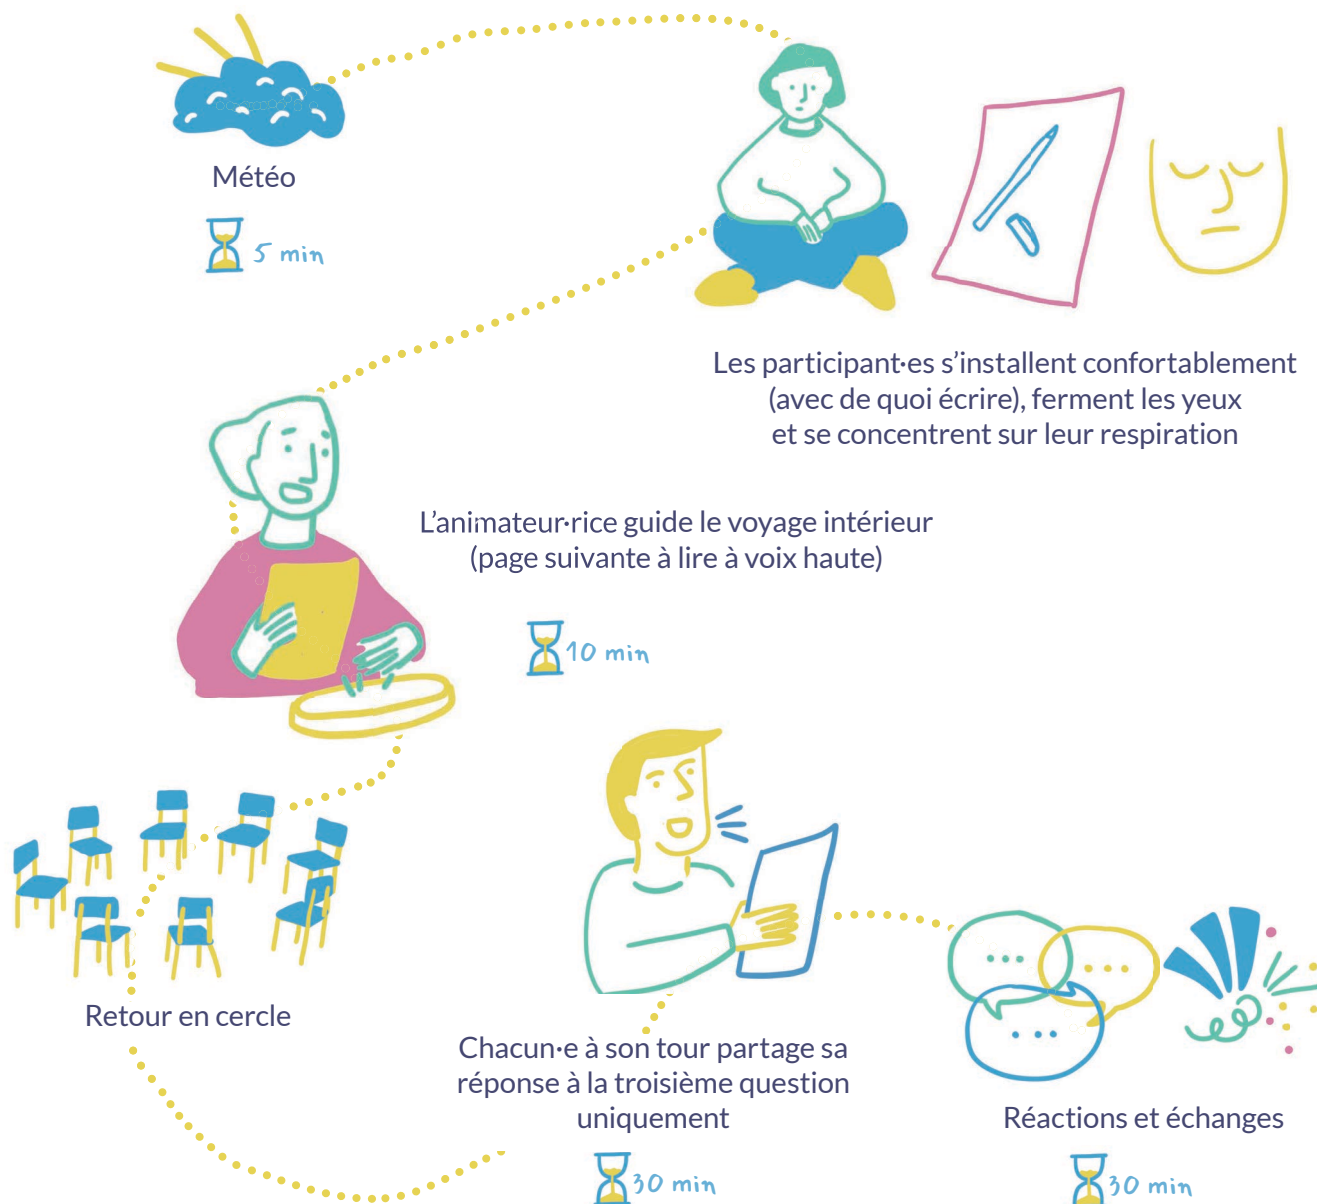 Météo
5 min
Les participant·es s’installent confortablement
(avec de quoi écrire), ferment les yeux
et se concentrent sur leur respiration
L’animateur·rice guide le voyage intérieur
(page suivante à lire à voix haute)
10 min
Retour en cercle
Chacun·e à son tour partage sa
réponse à la troisième question
uniquement
30 min
Réactions et échanges
30 min